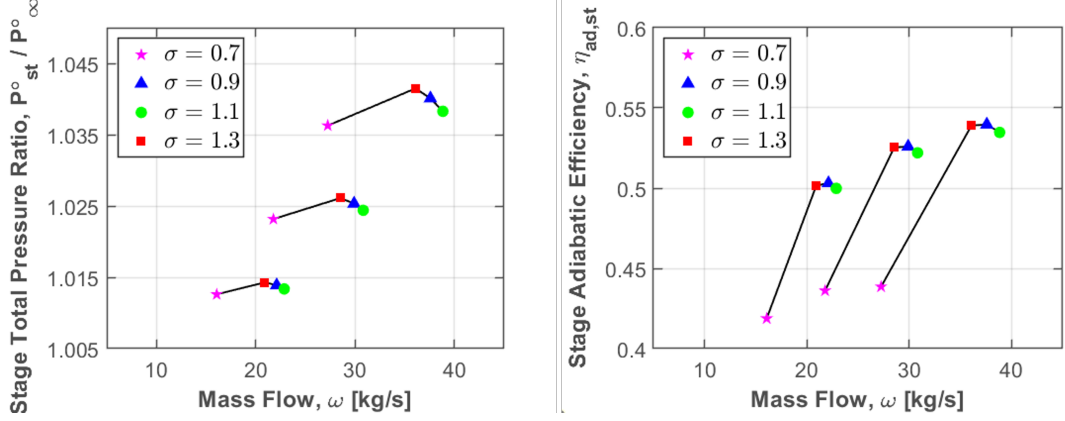 Stage Total Pressure Ratio, P°st / P°∞
1.045
1.035
1.025
1.015
1.005
σ = 0.7
σ = 0.9
σ = 1.1
σ = 1.3
10 20 30 40
Mass Flow, ω [kg/s]
Stage Adiabatic Efficiency, ηad,st
0.6
0.55
0.5
0.45
0.4
σ = 0.7
σ = 0.9
σ = 1.1
σ = 1.3
10 20 30 40
Mass Flow, ω [kg/s]